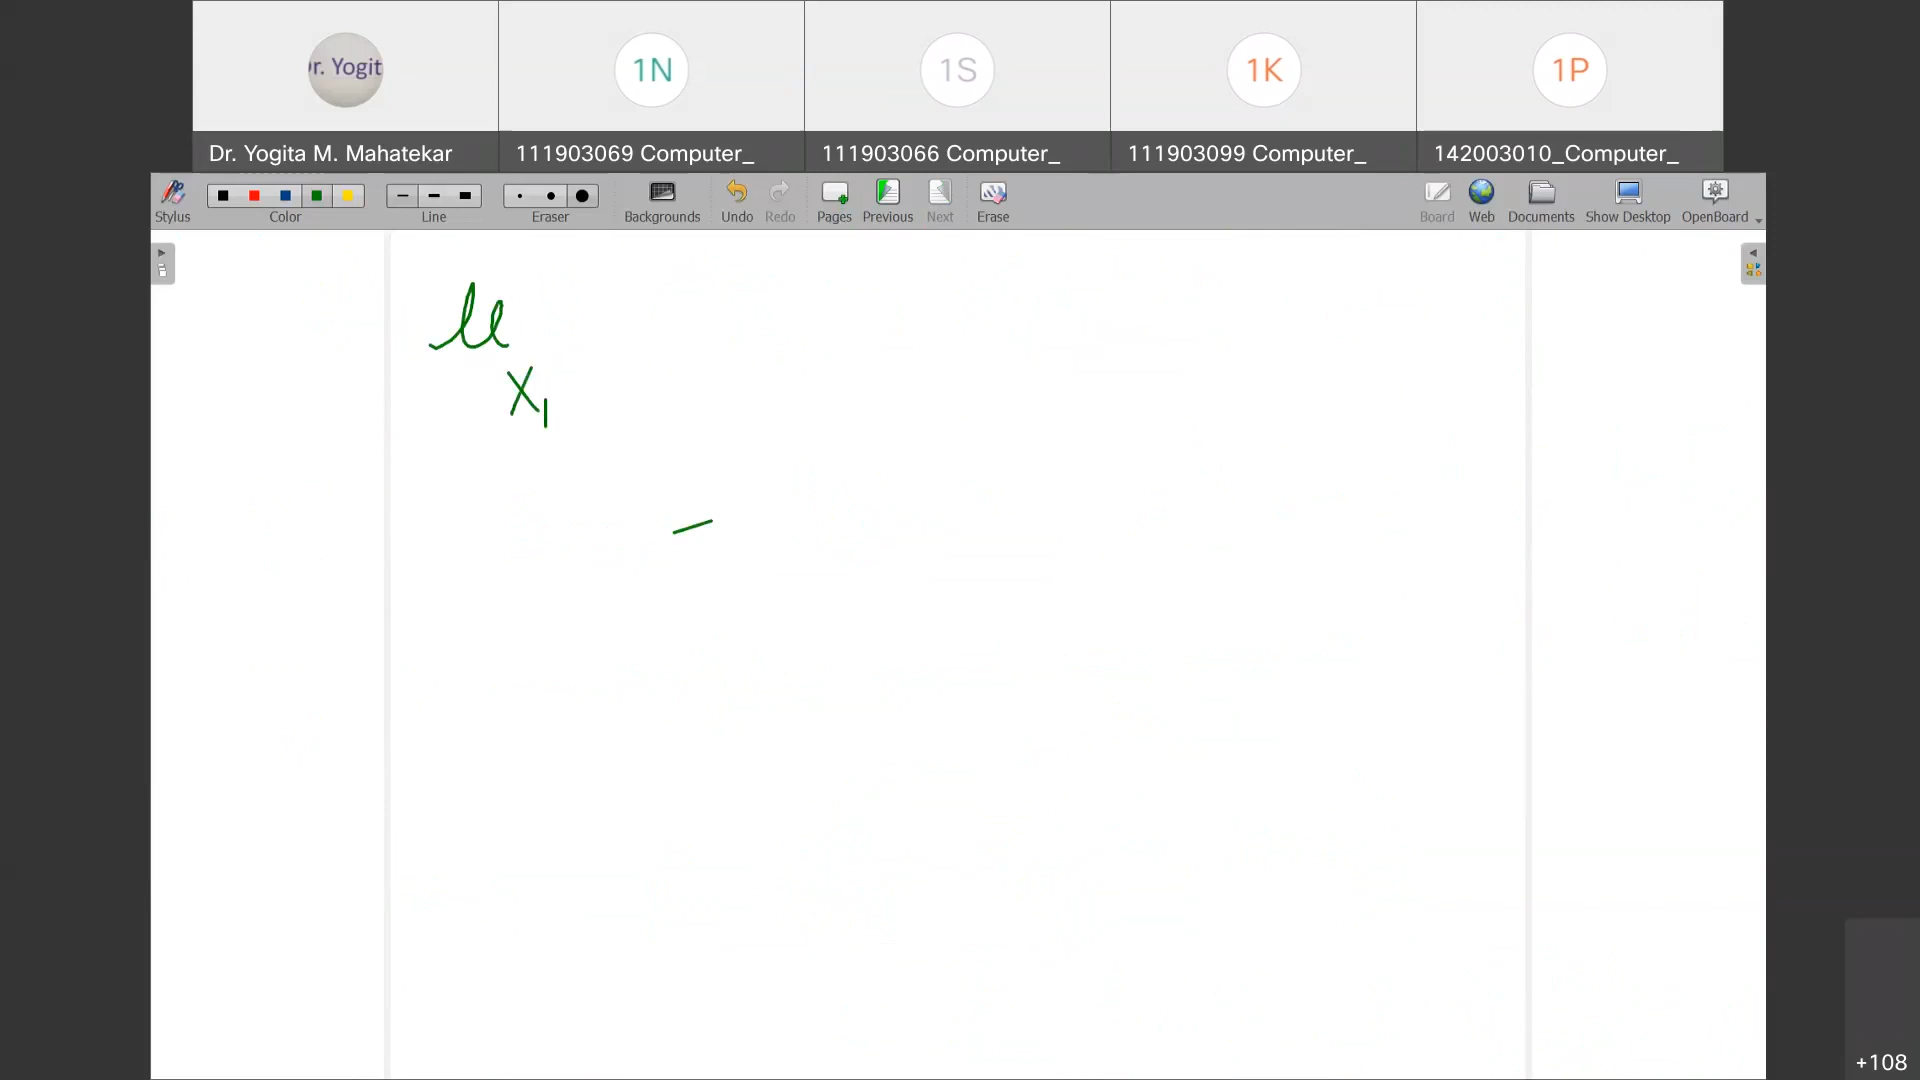 r. Yogit 1N 1S 1K 1P
Dr. Yogita M. Mahatekar 111903069 Computer_ 111903066 Computer_ 111903099 Computer_ 142003010_Computer_
Stylus Color Line Eraser Backgrounds Undo Redo Pages Previous Next Erase Board Web Documents Show Desktop OpenBoard
X₁
+108